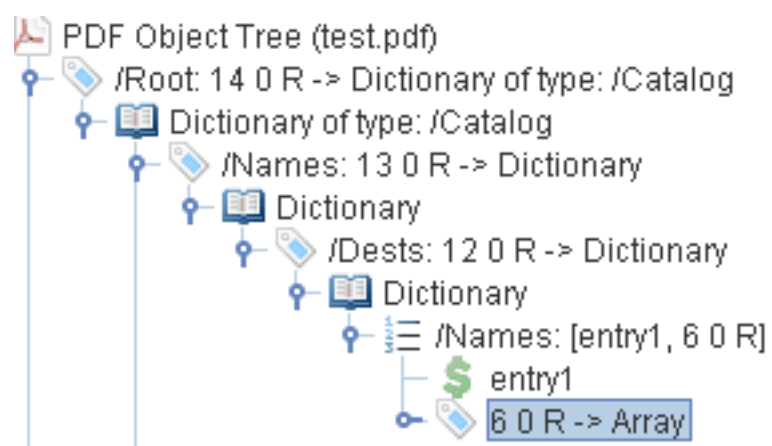 PDF Object Tree (test.pdf)
/Root: 14 0 R -> Dictionary of type: /Catalog
Dictionary of type: /Catalog
/Names: 13 0 R -> Dictionary
Dictionary
/Dests: 12 0 R -> Dictionary
Dictionary
/Names: [entry1, 6 0 R]
entry1
6 0 R -> Array